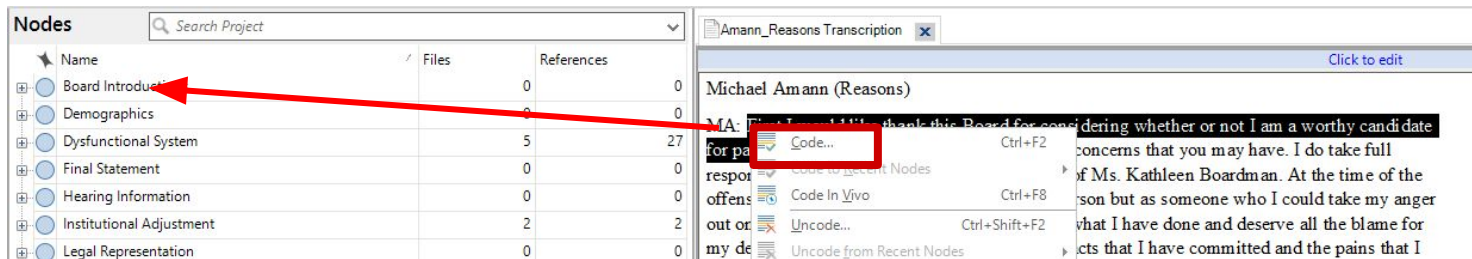 Nodes
Search Project
Name Files References
Board Introducti 0 0
Demographics 0 0
Dysfunctional System 5 27
Final Statement 0 0
Hearing Information 0 0
Institutional Adjustment 2 2
Legal Representation 0 0
Amann_Reasons Transcription
Click to edit
Michael Amann (Reasons)
MA: First I would like thank this Board for considering whether or not I am a worthy candidate
for pa concerns that you may have. I do take full
respon of Ms. Kathleen Boardman. At the time of the
offens rson but as someone who I could take my anger
out on what I have done and deserve all the blame for
my de cts that I have committed and the pains that I
Code... Ctrl+F2
Code to Recent Nodes
Code In Vivo Ctrl+F8
Uncode... Ctrl+Shift+F2
Uncode from Recent Nodes